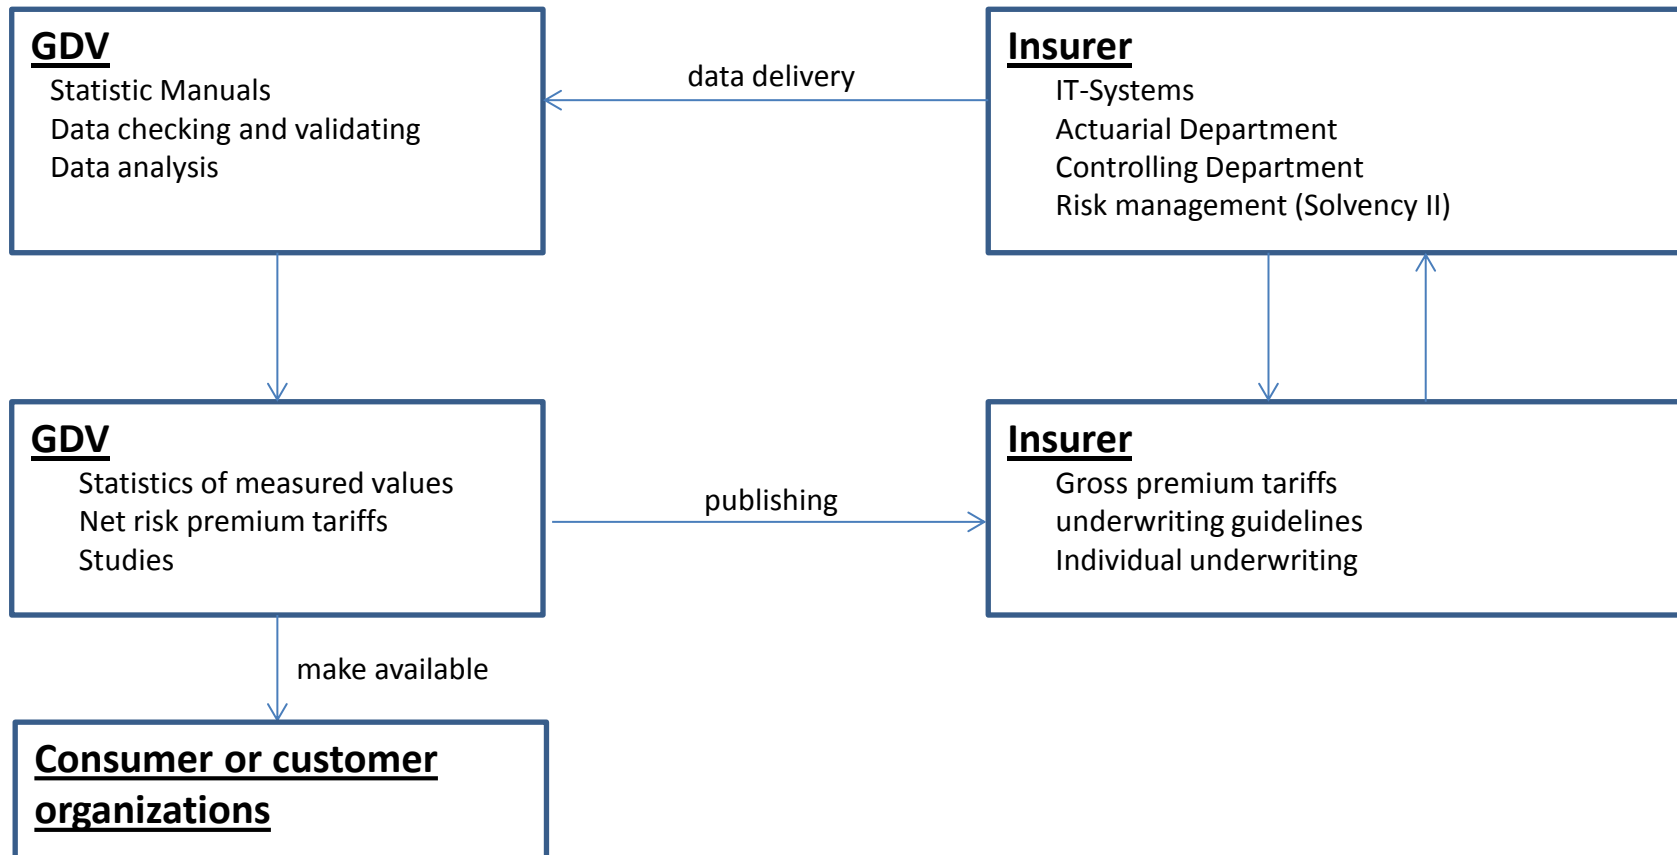 GDV
Statistic Manuals
Data checking and validating
Data analysis
data delivery
Insurer
IT-Systems
Actuarial Department
Controlling Department
Risk management (Solvency II)
GDV
Statistics of measured values
Net risk premium tariffs
Studies
publishing
Insurer
Gross premium tariffs
underwriting guidelines
Individual underwriting
make available
Consumer or customer
organizations